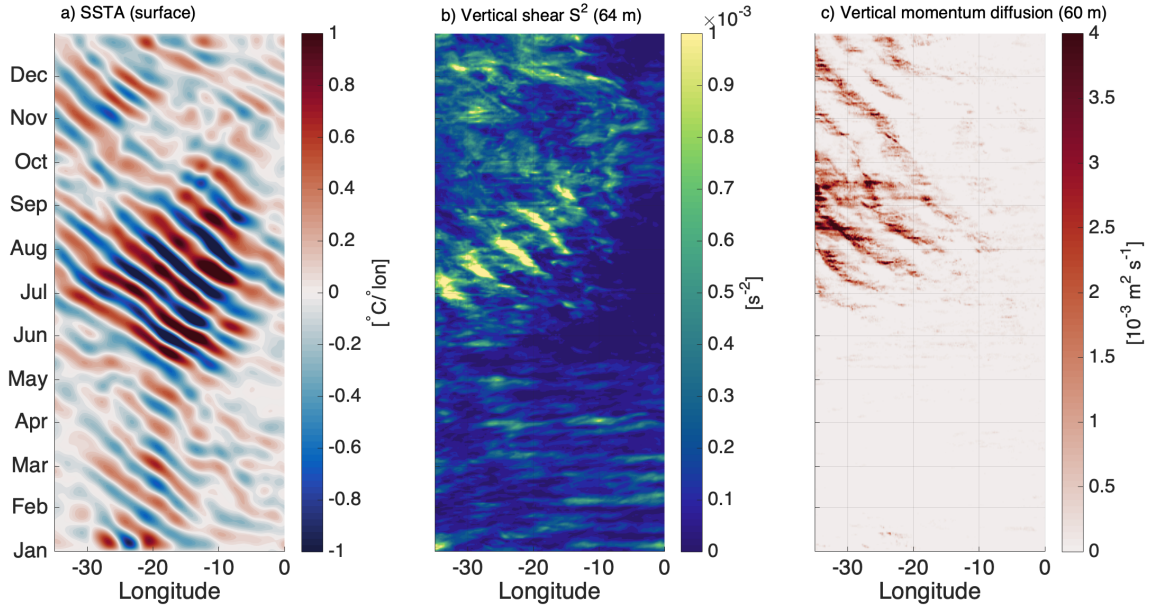 a) SSTA (surface)
b) Vertical shear S² (64 m)
c) Vertical momentum diffusion (60 m)
×10⁻³
Dec
Nov
Oct
Sep
Aug
Jul
Jun
May
Apr
Mar
Feb
Jan
-30 -20 -10 0
Longitude
1
0.8
0.6
0.4
0.2
0
-0.2
-0.4
-0.6
-0.8
-1
[°C/°lon]
-30 -20 -10 0
Longitude
1
0.9
0.8
0.7
0.6
0.5
0.4
0.3
0.2
0.1
0
[s⁻²]
-30 -20 -10 0
Longitude
4
3.5
3
2.5
2
1.5
1
0.5
0
[10⁻³ m² s⁻¹]